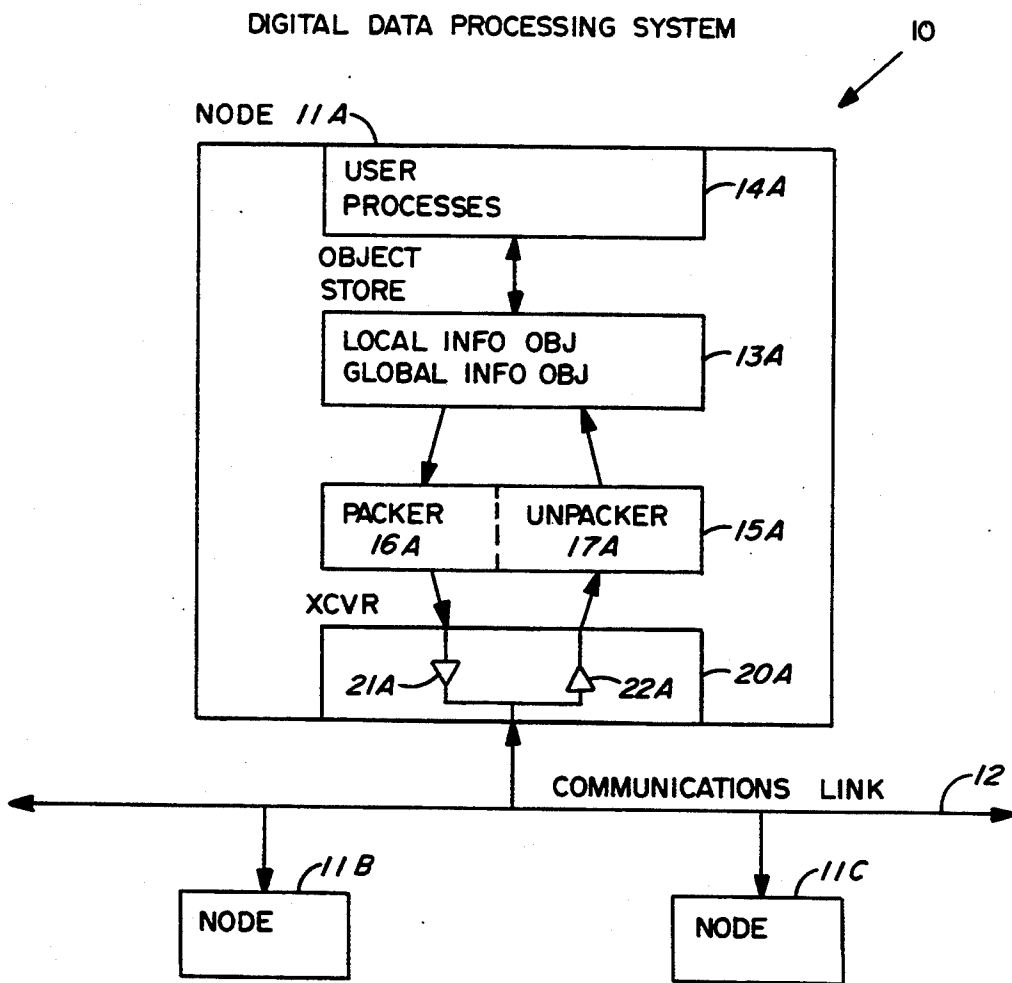 DIGITAL DATA PROCESSING SYSTEM
10
NODE 11A
USER
PROCESSES
14A
OBJECT
STORE
LOCAL INFO OBJ
GLOBAL INFO OBJ
13A
PACKER
16A
UNPACKER
17A
15A
XCVR
21A
22A
20A
COMMUNICATIONS LINK
12
11B
NODE
11C
NODE